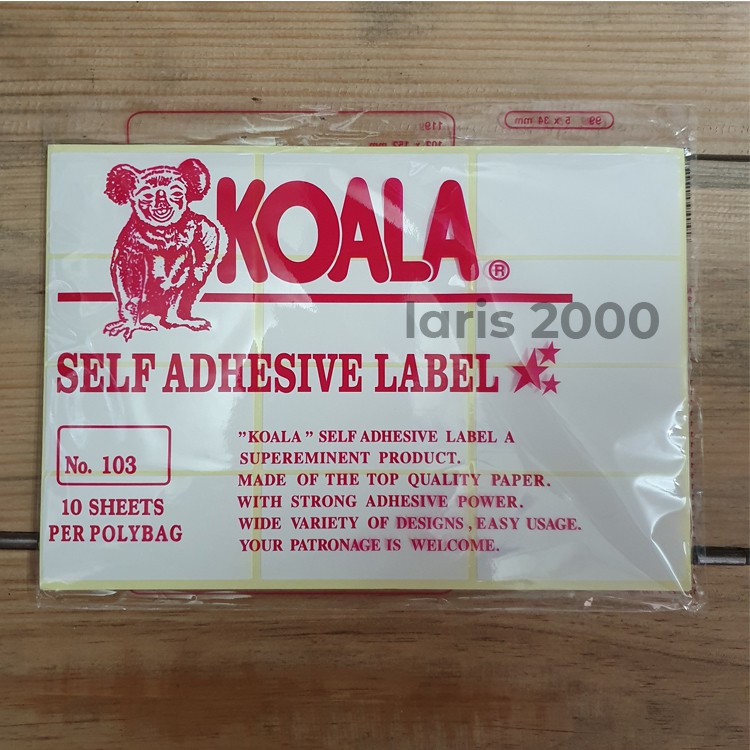 KOALA ®
laris 2000
SELF ADHESIVE LABEL
"KOALA" SELF ADHESIVE LABEL A
SUPEREMINENT PRODUCT.
MADE OF THE TOP QUALITY PAPER.
WITH STRONG ADHESIVE POWER.
WIDE VARIETY OF DESIGNS, EASY USAGE.
YOUR PATRONAGE IS WELCOME.
No. 103
10 SHEETS
PER POLYBAG